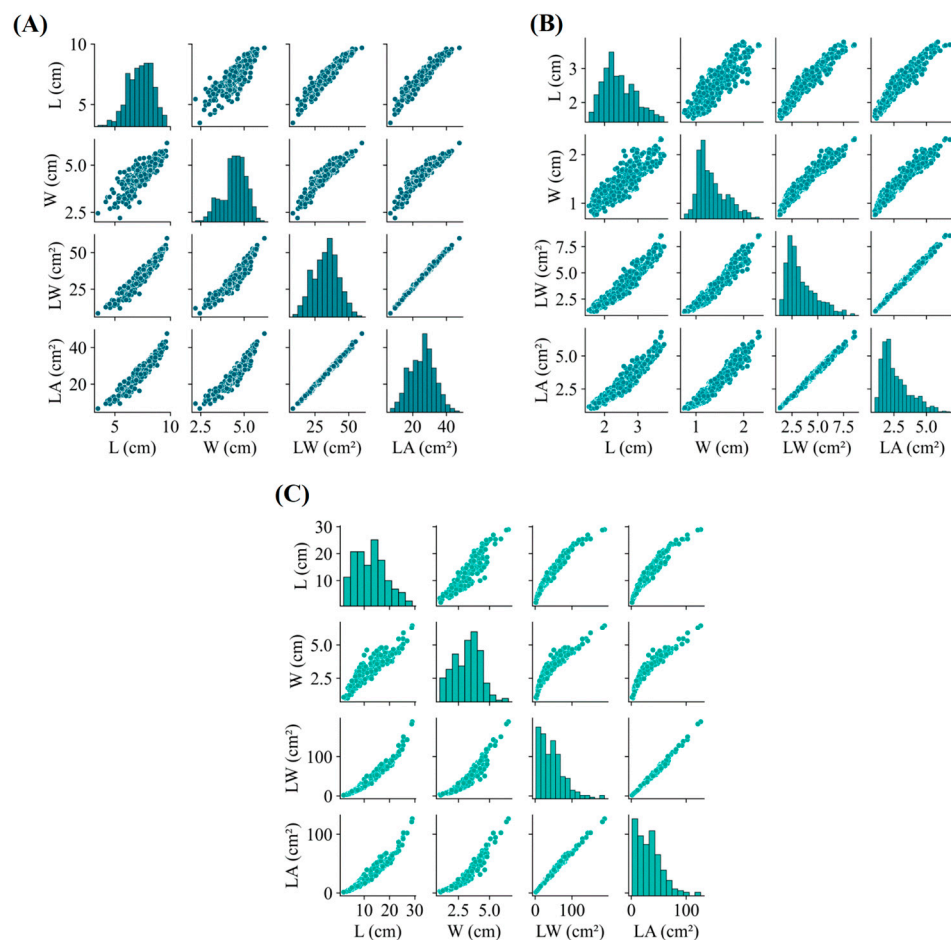 (A)
10
L (cm)
5
5.0
W (cm)
2.5
50
LW (cm²)
25
40
LA (cm²)
20
5 10 2.5 5.0 25 50 20 40
L (cm) W (cm) LW (cm²) LA (cm²)
(B)
L (cm)
3
2
W (cm)
2
1
LW (cm²)
7.5
5.0
2.5
LA (cm²)
5.0
2.5
2 3 1 2 2.5 5.0 7.5 2.5 5.0
L (cm) W (cm) LW (cm²) LA (cm²)
(C)
30
L (cm)
20
10
W (cm)
5.0
2.5
LW (cm²)
100
0
LA (cm²)
100
0
10 20 30 2.5 5.0 0 100 0 100
L (cm) W (cm) LW (cm²) LA (cm²)